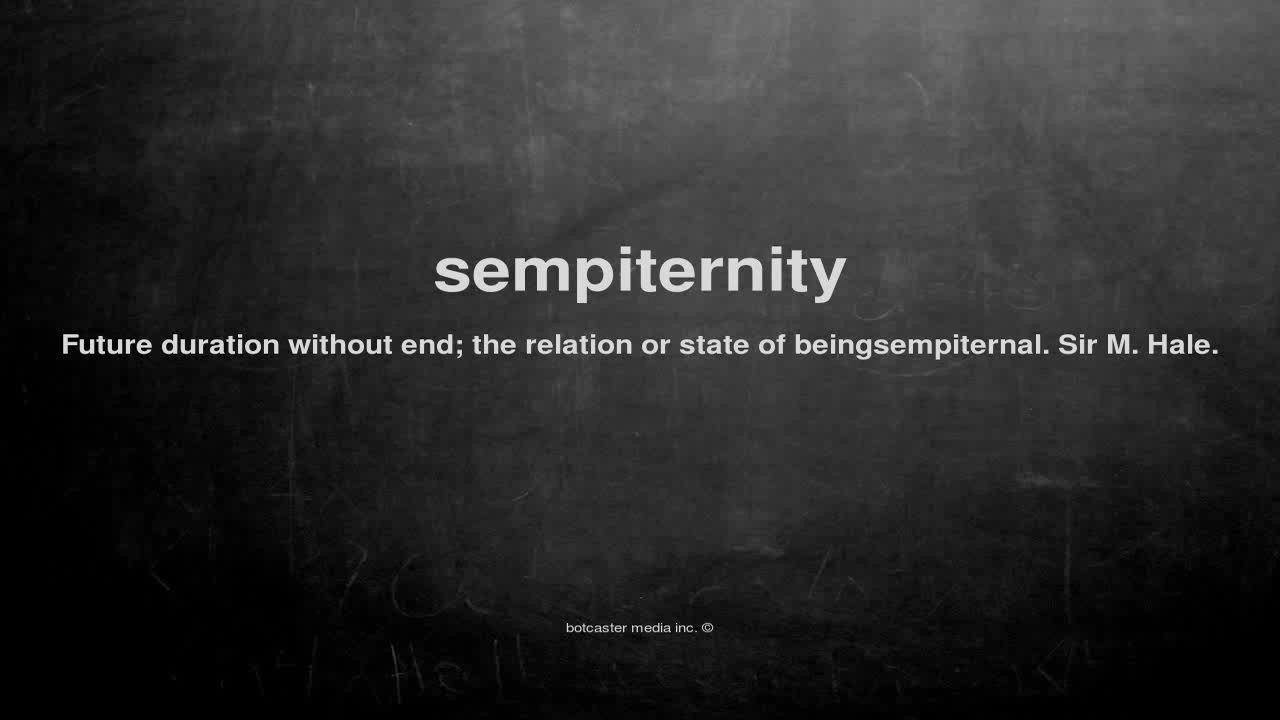 sempiternity
Future duration without end; the relation or state of beingsempiternal. Sir M. Hale.
botcaster media inc. ©